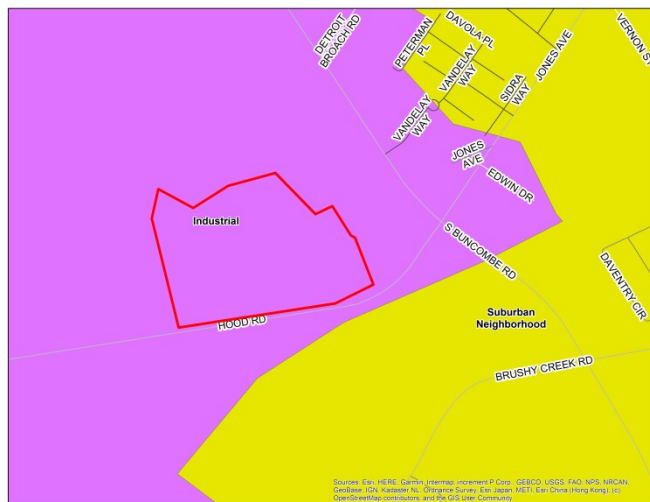 DETROIT
BROACH RD
PETERMAN
PL
DAVOLA PL
VANDELAY
WAY
SIDRA
WAY
JONES AVE
VERNON ST
VANDELAY
WAY
JONES
AVE
EDWIN DR
Industrial
S BUNCOMBE RD
DAVENTRY CIR
HOOD RD
Suburban
Neighborhood
BRUSHY CREEK RD
Sources: Esri, HERE, Garmin, Intermap, increment P Corp., GEBCO, USGS, FAO, NPS, NRCAN,
GeoBase, IGN, Kadaster NL, Ordnance Survey, Esri Japan, METI, Esri China (Hong Kong), (c)
OpenStreetMap contributors, and the GIS User Community